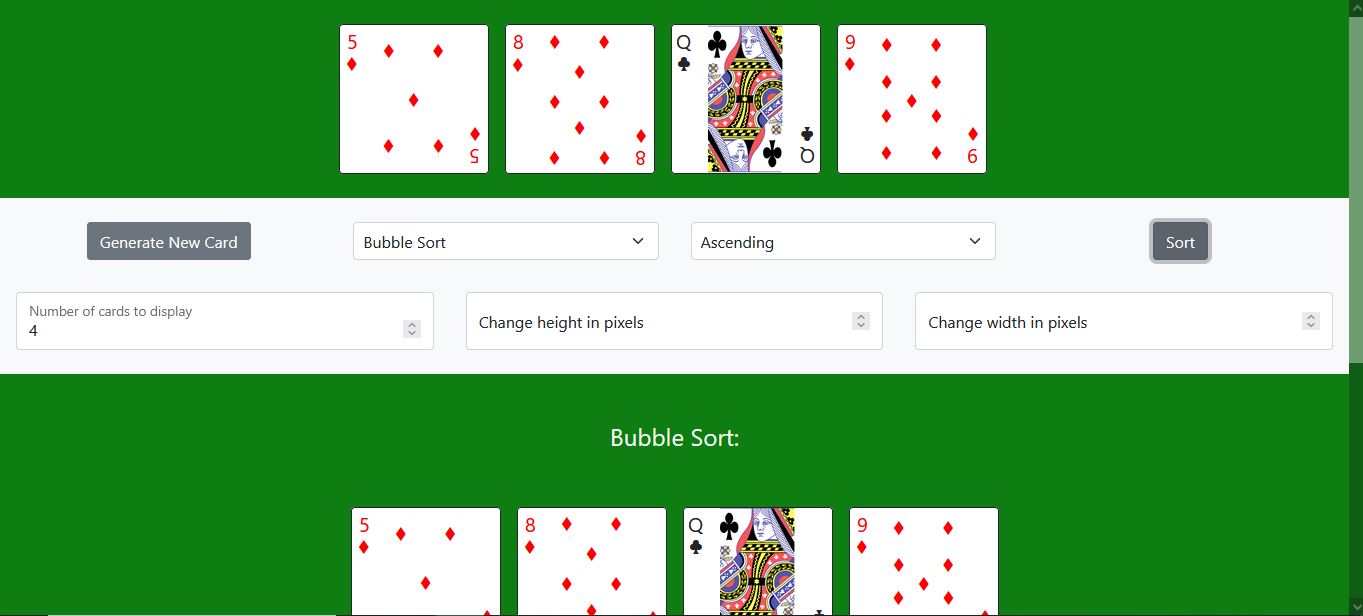 5 8 Q 9
5 8 Q 9
Generate New Card Bubble Sort Ascending Sort
Number of cards to display
4 Change height in pixels Change width in pixels
Bubble Sort:
5 8 Q 9